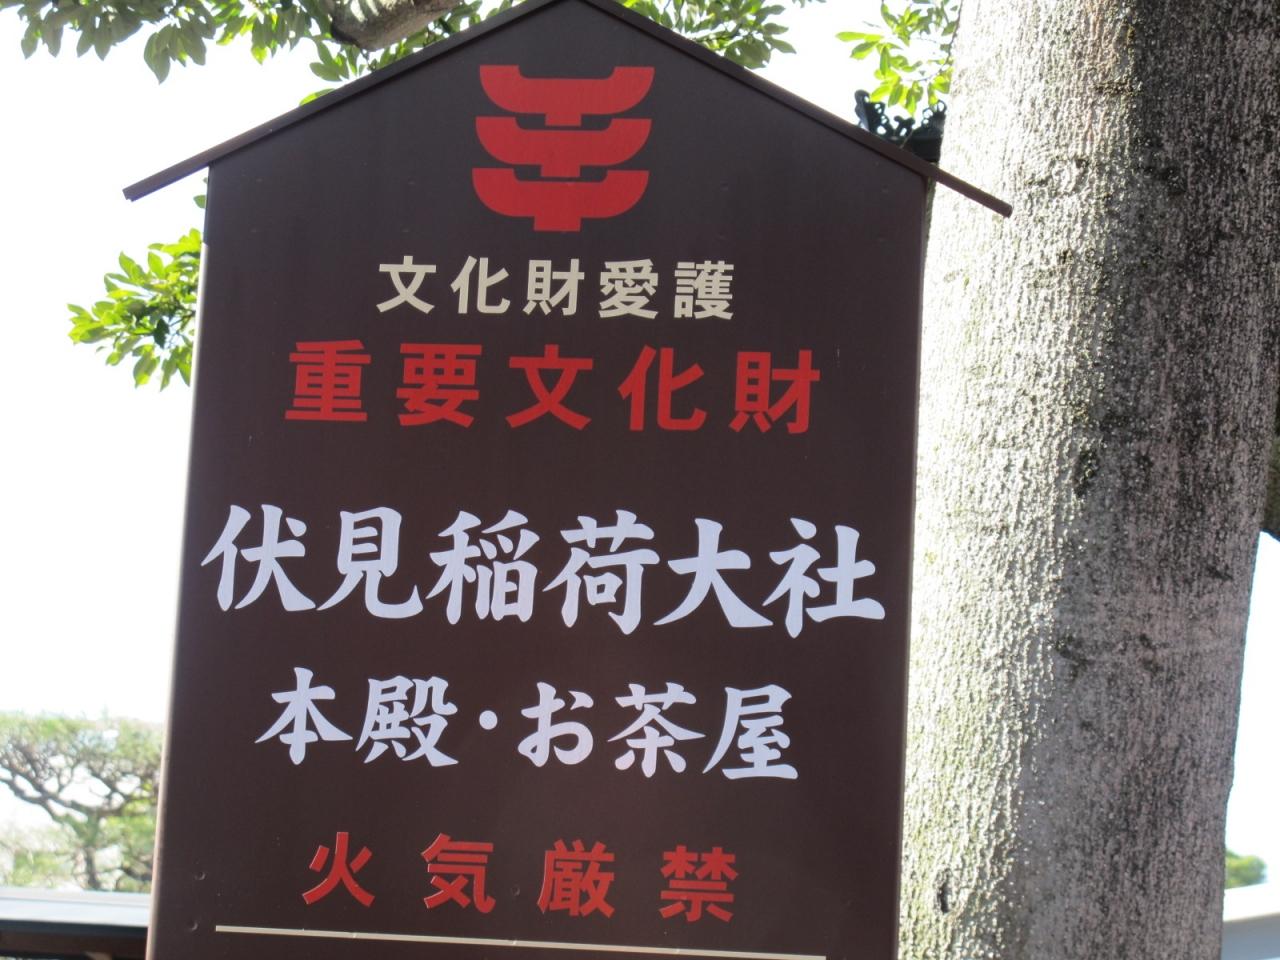 文化財愛護
重要文化財
伏見稲荷大社
本殿・お茶屋
火気厳禁